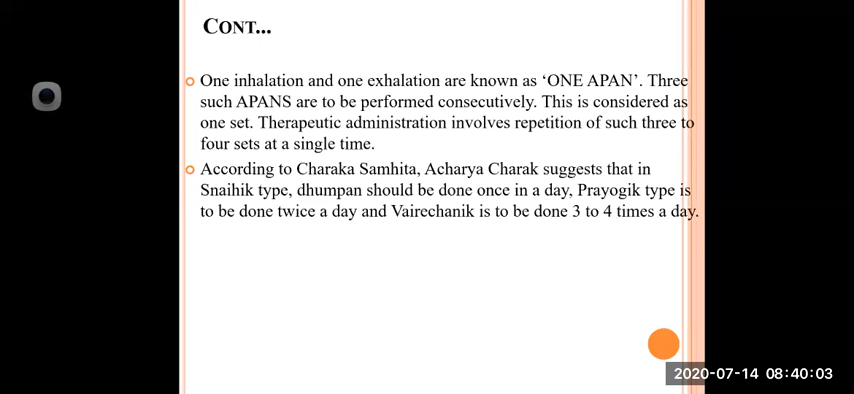 CONT...
One inhalation and one exhalation are known as ‘ONE APAN’. Three
such APANS are to be performed consecutively. This is considered as
one set. Therapeutic administration involves repetition of such three to
four sets at a single time.
According to Charaka Samhita, Acharya Charak suggests that in
Snaihik type, dhumpan should be done once in a day, Prayogik type is
to be done twice a day and Vairechanik is to be done 3 to 4 times a day.
2020-07-14 08:40:03